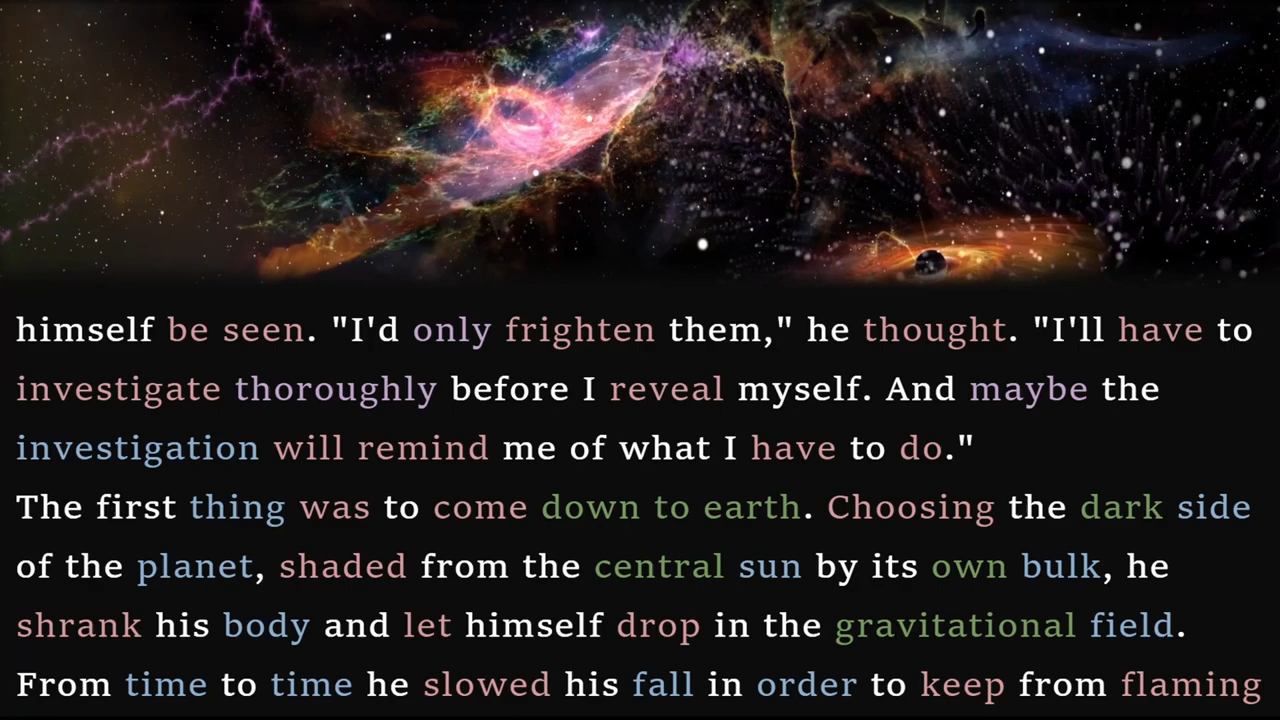 himself be seen. "I'd only frighten them," he thought. "I'll have to
investigate thoroughly before I reveal myself. And maybe the
investigation will remind me of what I have to do."
The first thing was to come down to earth. Choosing the dark side
of the planet, shaded from the central sun by its own bulk, he
shrank his body and let himself drop in the gravitational field.
From time to time he slowed his fall in order to keep from flaming